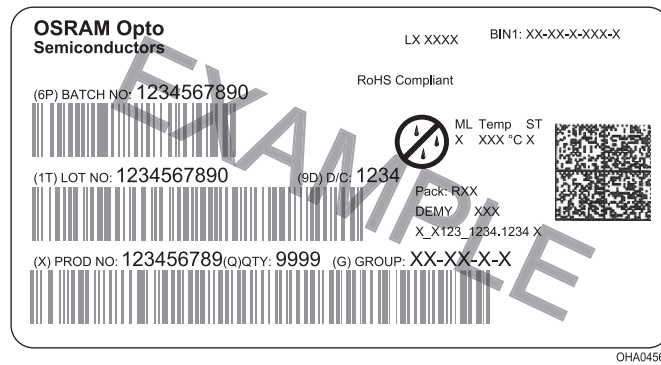 OSRAM Opto
Semiconductors
LX XXXX
BIN1: XX-XX-X-XXX-X
RoHS Compliant
(6P) BATCH NO: 1234567890
ML Temp ST
X XXX °C X
(1T) LOT NO: 1234567890
(9D) D/C: 1234
Pack: RXX
DEMY XXX
X_X123_1234.1234 X
(X) PROD NO: 123456789(Q)QTY: 9999 (G) GROUP: XX-XX-X-X
EXAMPLE